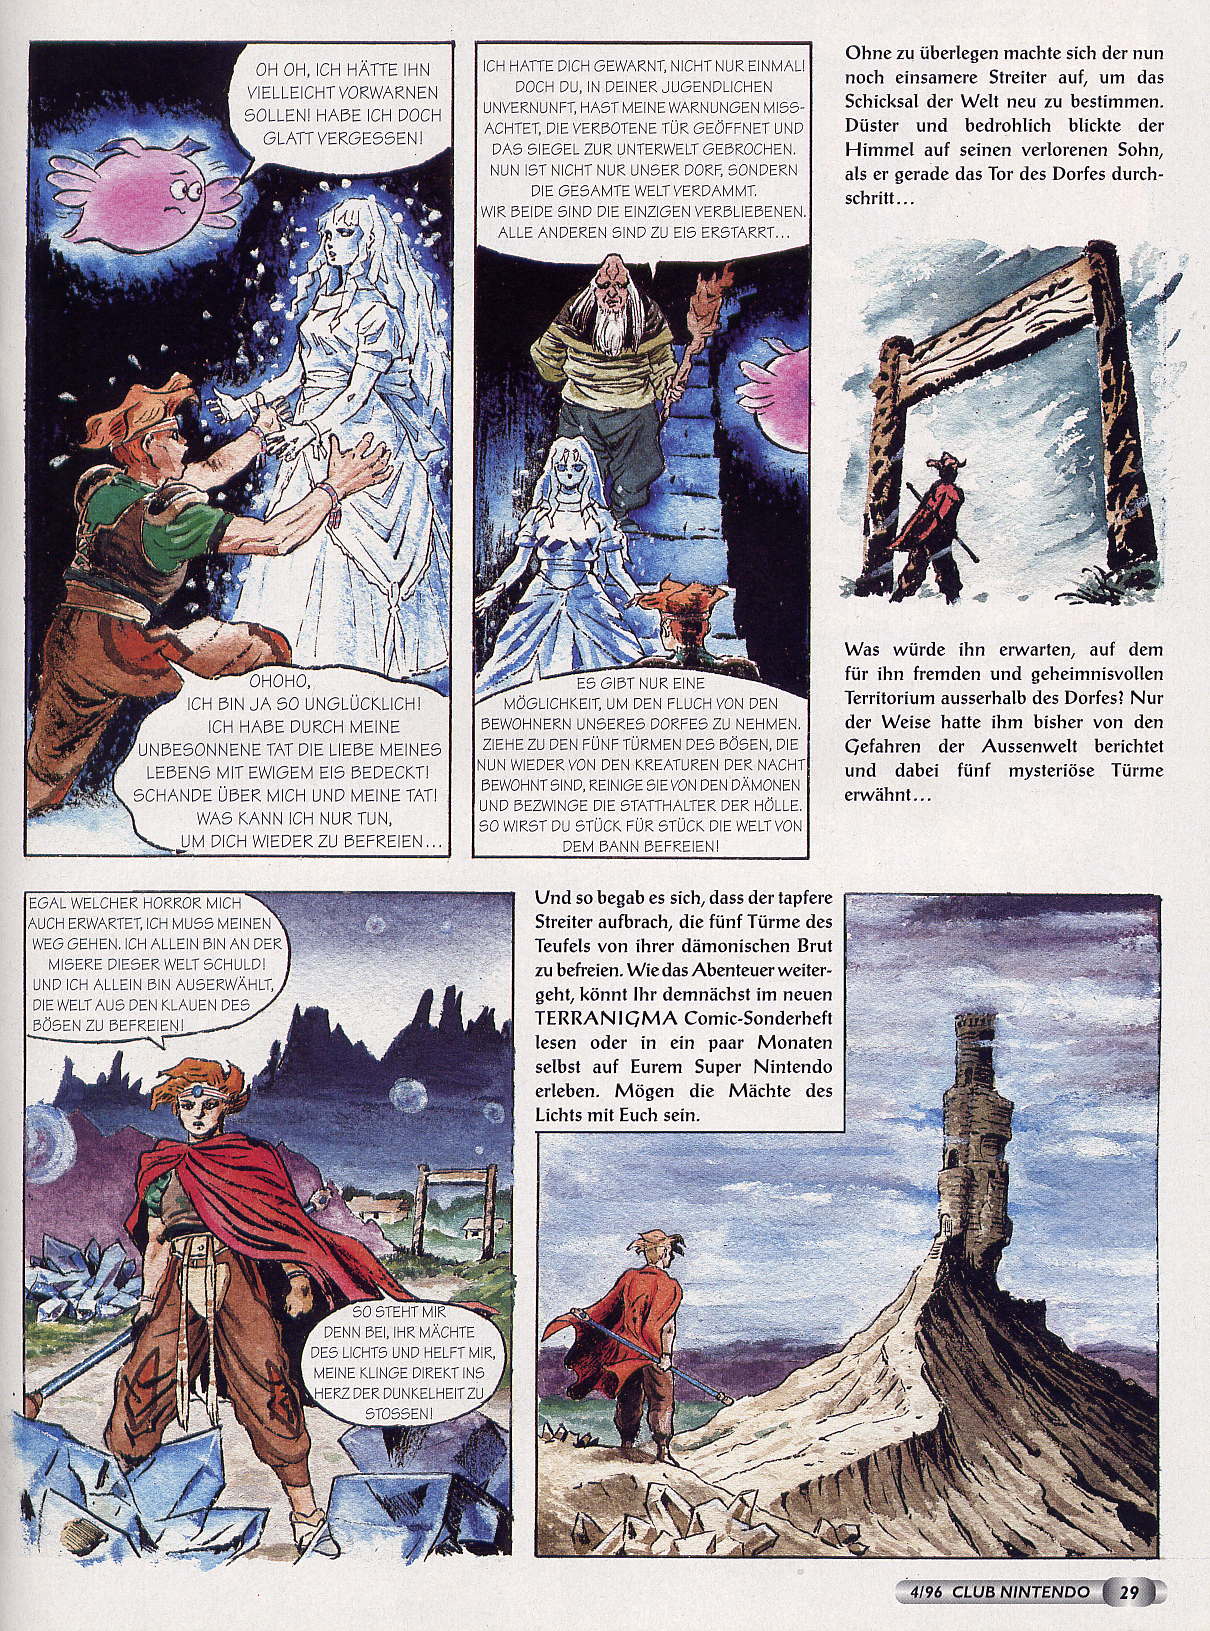 OH OH, ICH HÄTTE IHN
VIELLEICHT VORWARNEN
SOLLEN! HABE ICH DOCH
GLATT VERGESSEN!
OHOHO,
ICH BIN JA SO UNGLÜCKLICH!
ICH HABE DURCH MEINE
UNBESONNENE TAT DIE LIEBE MEINES
LEBENS MIT EWIGEM EIS BEDECKT!
SCHANDE ÜBER MICH UND MEINE TAT!
WAS KANN ICH NUR TUN,
UM DICH WIEDER ZU BEFREIEN...
ICH HATTE DICH GEWARNT, NICHT NUR EINMAL!
DOCH DU, IN DEINER JUGENDLICHEN
UNVERNUNFT, HAST MEINE WARNUNGEN MISS-
ACHTET, DIE VERBOTENE TÜR GEÖFFNET UND
DAS SIEGEL ZUR UNTERWELT GEBROCHEN.
NUN IST NICHT NUR UNSER DORF, SONDERN
DIE GESAMTE WELT VERDAMMT.
WIR BEIDE SIND DIE EINZIGEN VERBLIEBENEN.
ALLE ANDEREN SIND ZU EIS ERSTARRT...
ES GIBT NUR EINE
MÖGLICHKEIT, UM DEN FLUCH VON DEN
BEWOHNERN UNSERES DORFES ZU NEHMEN.
ZIEHE ZU DEN FÜNF TÜRMEN DES BÖSEN, DIE
NUN WIEDER VON DEN KREATUREN DER NACHT
BEWOHNT SIND, REINIGE SIE VON DEN DÄMONEN
UND BEZWINGE DIE STATTHALTER DER HÖLLE.
SO WIRST DU STÜCK FÜR STÜCK DIE WELT VON
DEM BANN BEFREIEN!
Ohne zu überlegen machte sich der nun
noch einsamere Streiter auf, um das
Schicksal der Welt neu zu bestimmen.
Düster und bedrohlich blickte der
Himmel auf seinen verlorenen Sohn,
als er gerade das Tor des Dorfes durch-
schritt...
Was würde ihn erwarten, auf dem
für ihn fremden und geheimnisvollen
Territorium ausserhalb des Dorfes? Nur
der Weise hatte ihm bisher von den
Gefahren der Aussenwelt berichtet
und dabei fünf mysteriöse Türme
erwähnt...
EGAL WELCHER HORROR MICH
AUCH ERWARTET, ICH MUSS MEINEN
WEG GEHEN. ICH ALLEIN BIN AN DER
MISERE DIESER WELT SCHULD!
UND ICH ALLEIN BIN AUSERWÄHLT,
DIE WELT AUS DEN KLAUEN DES
BÖSEN ZU BEFREIEN!
SO STEHT MIR
DENN BEI, IHR MÄCHTE
DES LICHTS UND HELFT MIR,
MEINE KLINGE DIREKT INS
HERZ DER DUNKELHEIT ZU
STOSSEN!
Und so begab es sich, dass der tapfere
Streiter aufbrach, die fünf Türme des
Teufels von ihrer dämonischen Brut
zu befreien. Wie das Abenteuer weiter-
geht, könnt Ihr demnächst im neuen
TERRANIGMA Comic-Sonderheft
lesen oder in ein paar Monaten
selbst auf Eurem Super Nintendo
erleben. Mögen die Mächte des
Lichts mit Euch sein.
4/96 CLUB NINTENDO 29